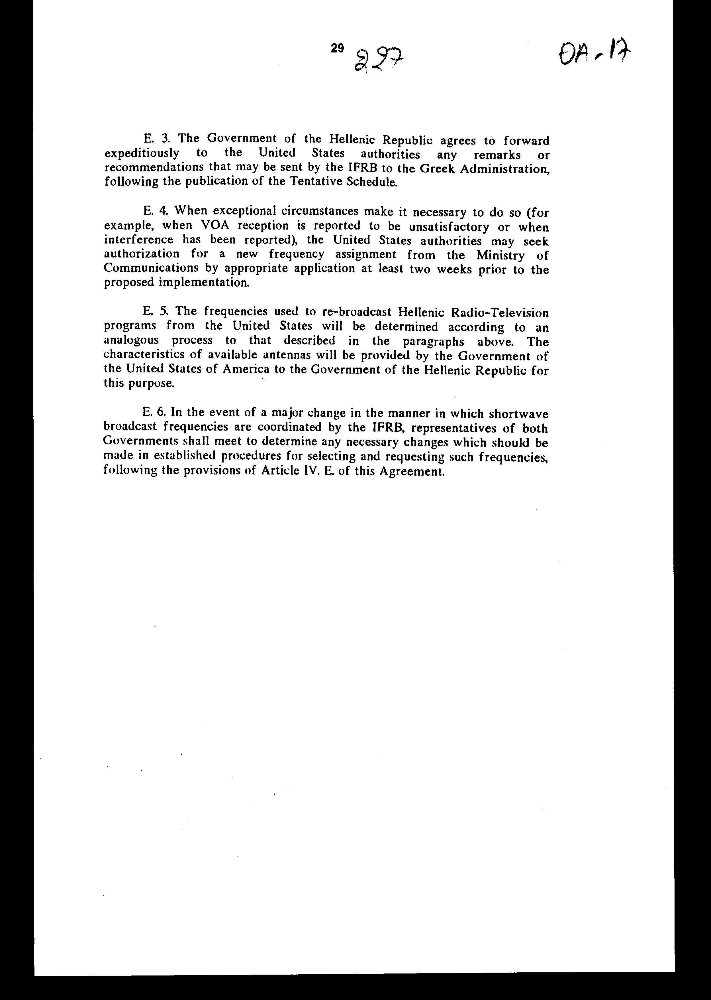 29
297
OA-17
E. 3. The Government of the Hellenic Republic agrees to forward
expeditiously to the United States authorities any remarks or
recommendations that may be sent by the IFRB to the Greek Administration,
following the publication of the Tentative Schedule.
E. 4. When exceptional circumstances make it necessary to do so (for
example, when VOA reception is reported to be unsatisfactory or when
interference has been reported), the United States authorities may seek
authorization for a new frequency assignment from the Ministry of
Communications by appropriate application at least two weeks prior to the
proposed implementation.
E. 5. The frequencies used to re-broadcast Hellenic Radio-Television
programs from the United States will be determined according to an
analogous process to that described in the paragraphs above. The
characteristics of available antennas will be provided by the Government of
the United States of America to the Government of the Hellenic Republic for
this purpose.
E. 6. In the event of a major change in the manner in which shortwave
broadcast frequencies are coordinated by the IFRB, representatives of both
Governments shall meet to determine any necessary changes which should be
made in established procedures for selecting and requesting such frequencies,
following the provisions of Article IV. E. of this Agreement.